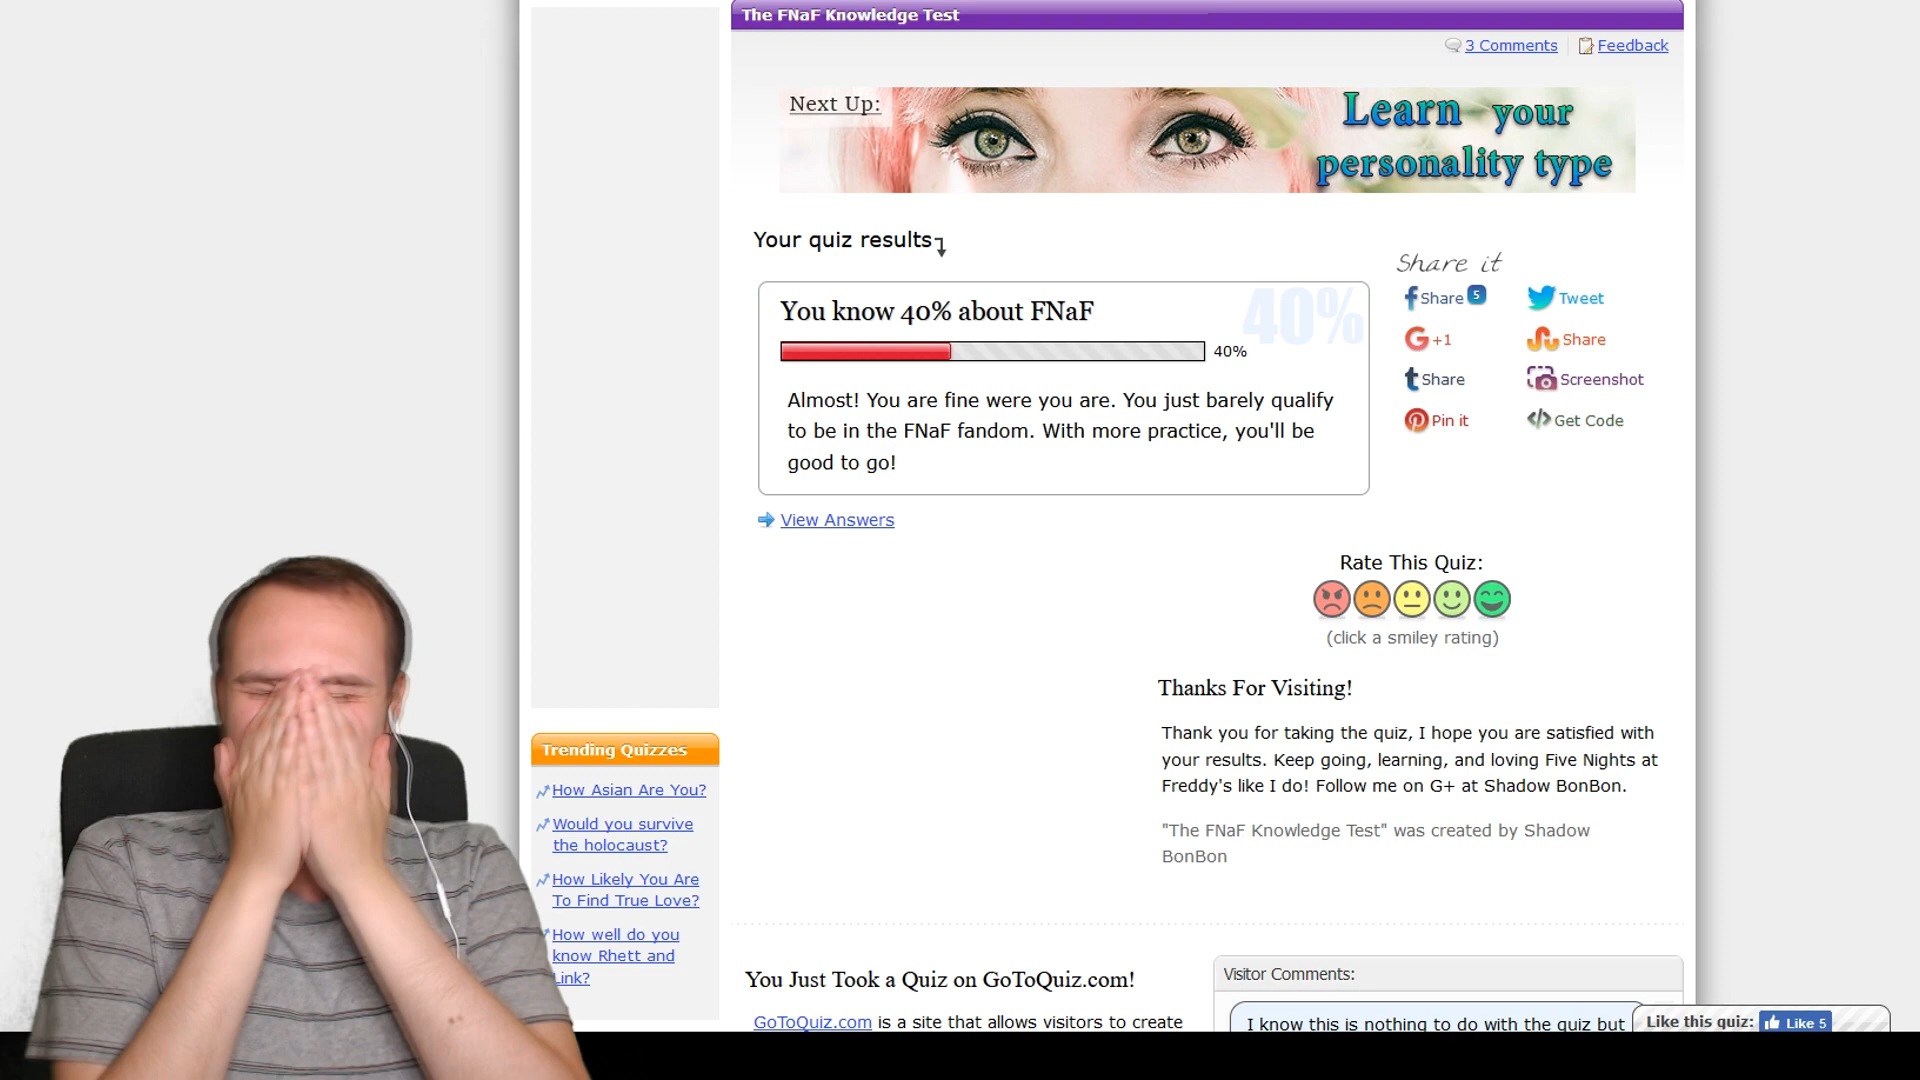 The FNaF Knowledge Test
3 Comments
Feedback
Next Up:
Learn your
personality type
Your quiz results
Share it
You know 40% about FNaF
40%
40%
Almost! You are fine were you are. You just barely qualify
to be in the FNaF fandom. With more practice, you'll be
good to go!
Share 5
Tweet
+1
Share
Share
Screenshot
Pin it
Get Code
View Answers
Rate This Quiz:
(click a smiley rating)
Thanks For Visiting!
Thank you for taking the quiz, I hope you are satisfied with
your results. Keep going, learning, and loving Five Nights at
Freddy's like I do! Follow me on G+ at Shadow BonBon.
"The FNaF Knowledge Test" was created by Shadow
BonBon
Trending Quizzes
How Asian Are You?
Would you survive
the holocaust?
How Likely You Are
To Find True Love?
How well do you
know Rhett and
Link?
You Just Took a Quiz on GoToQuiz.com!
GoToQuiz.com is a site that allows visitors to create
Visitor Comments:
I know this is nothing to do with the quiz but
Like this quiz:
Like 5